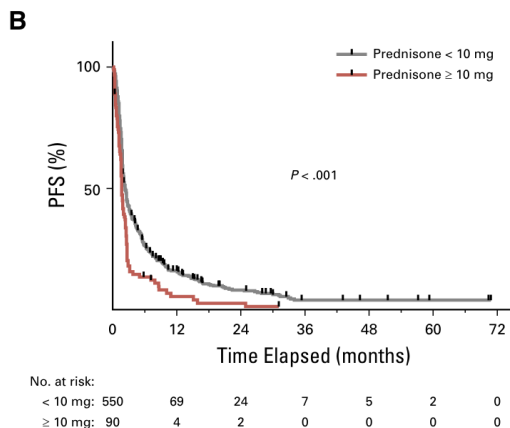 B
Prednisone < 10 mg
Prednisone ≥ 10 mg
100
50
PFS (%)
P < .001
0 12 24 36 48 60 72
Time Elapsed (months)
No. at risk:
< 10 mg: 550 69 24 7 5 2 0
≥ 10 mg: 90 4 2 0 0 0 0